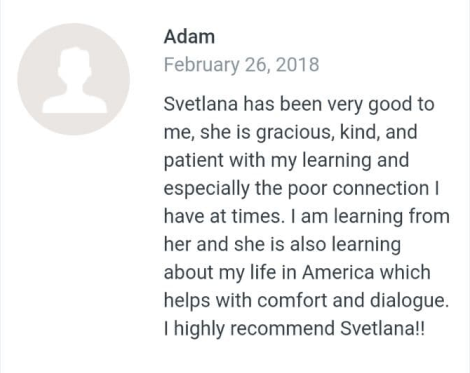 Adam
February 26, 2018
Svetlana has been very good to
me, she is gracious, kind, and
patient with my learning and
especially the poor connection I
have at times. I am learning from
her and she is also learning
about my life in America which
helps with comfort and dialogue.
I highly recommend Svetlana!!